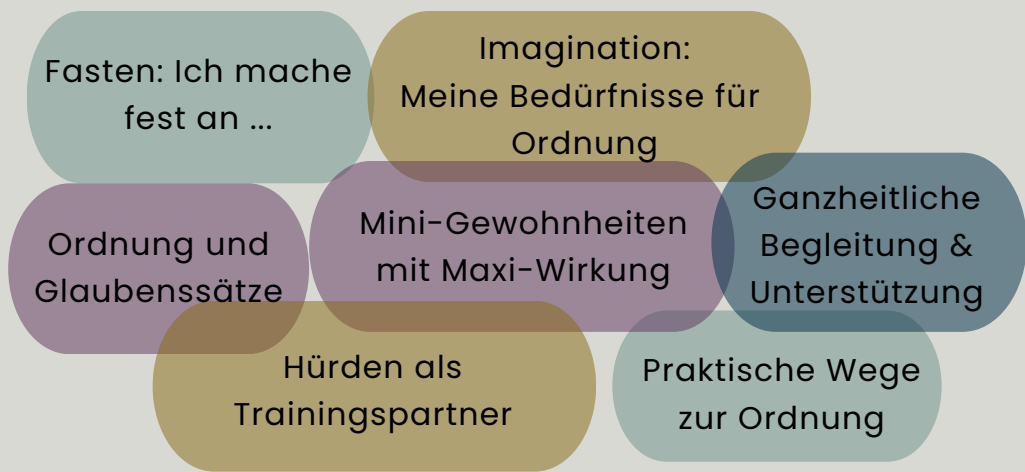 Fasten: Ich mache
fest an ...
Imagination:
Meine Bedürfnisse für
Ordnung
Ordnung und
Glaubenssätze
Mini-Gewohnheiten
mit Maxi-Wirkung
Ganzheitliche
Begleitung &
Unterstützung
Hürden als
Trainingspartner
Praktische Wege
zur Ordnung